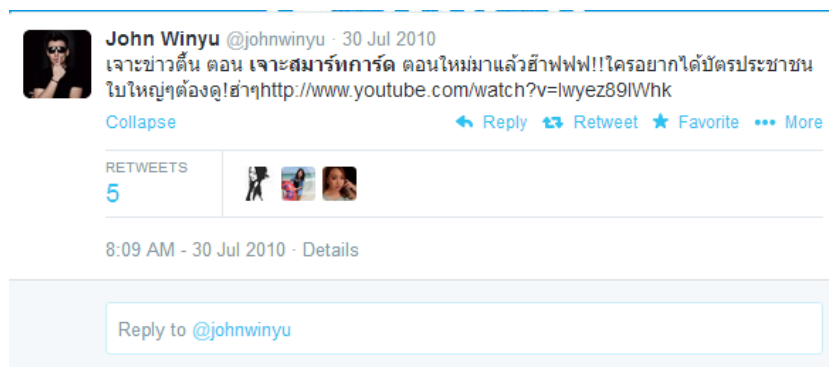 John Winyu @johnwinyu · 30 Jul 2010
เจาะข่าวตื้น ตอน เจาะสมาร์ทการ์ด ตอนใหม่มาแล้วฮ๊าฟฟฟ!!ใครอยากได้บัตรประชาชน
ใบใหญ่ๆต้องดู!ฮ่าๆhttp://www.youtube.com/watch?v=lwyez89lWhk
Collapse Reply Retweet Favorite More
RETWEETS
5
8:09 AM - 30 Jul 2010 · Details
Reply to @johnwinyu